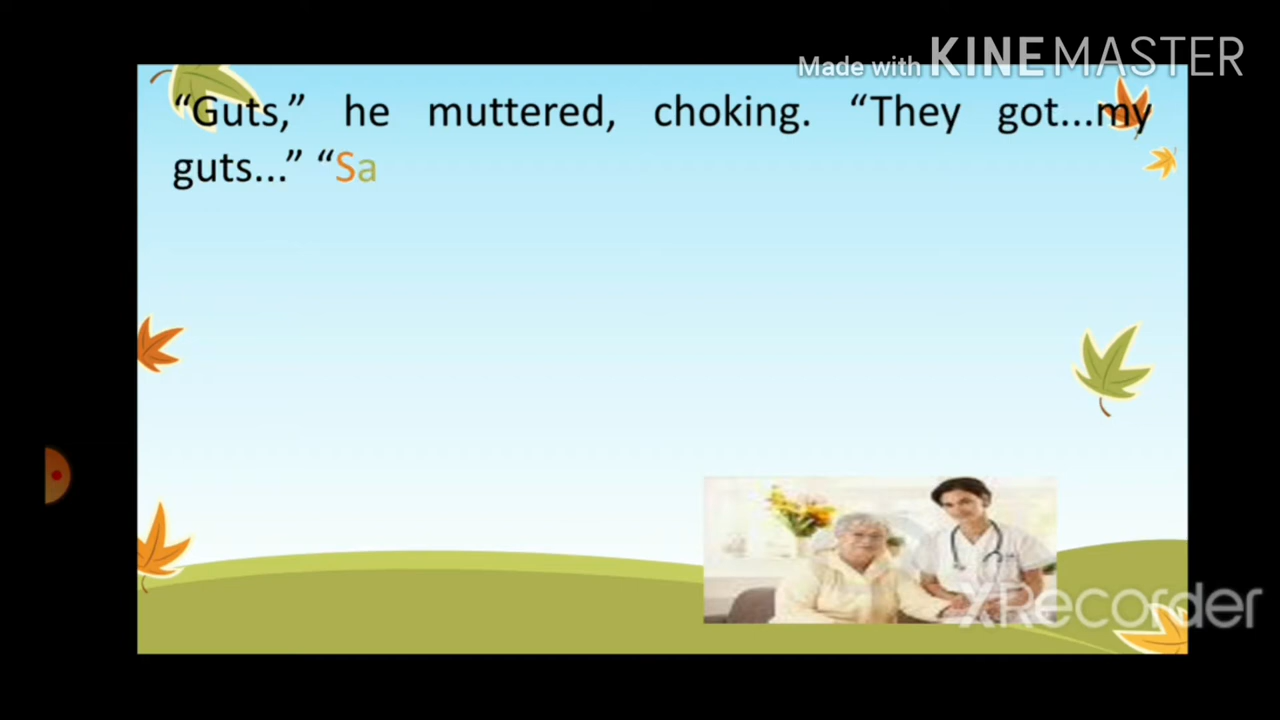 Made with KINEMASTER
“Guts,” he muttered, choking. “They got...my
guts...” “Sa
XRecorder